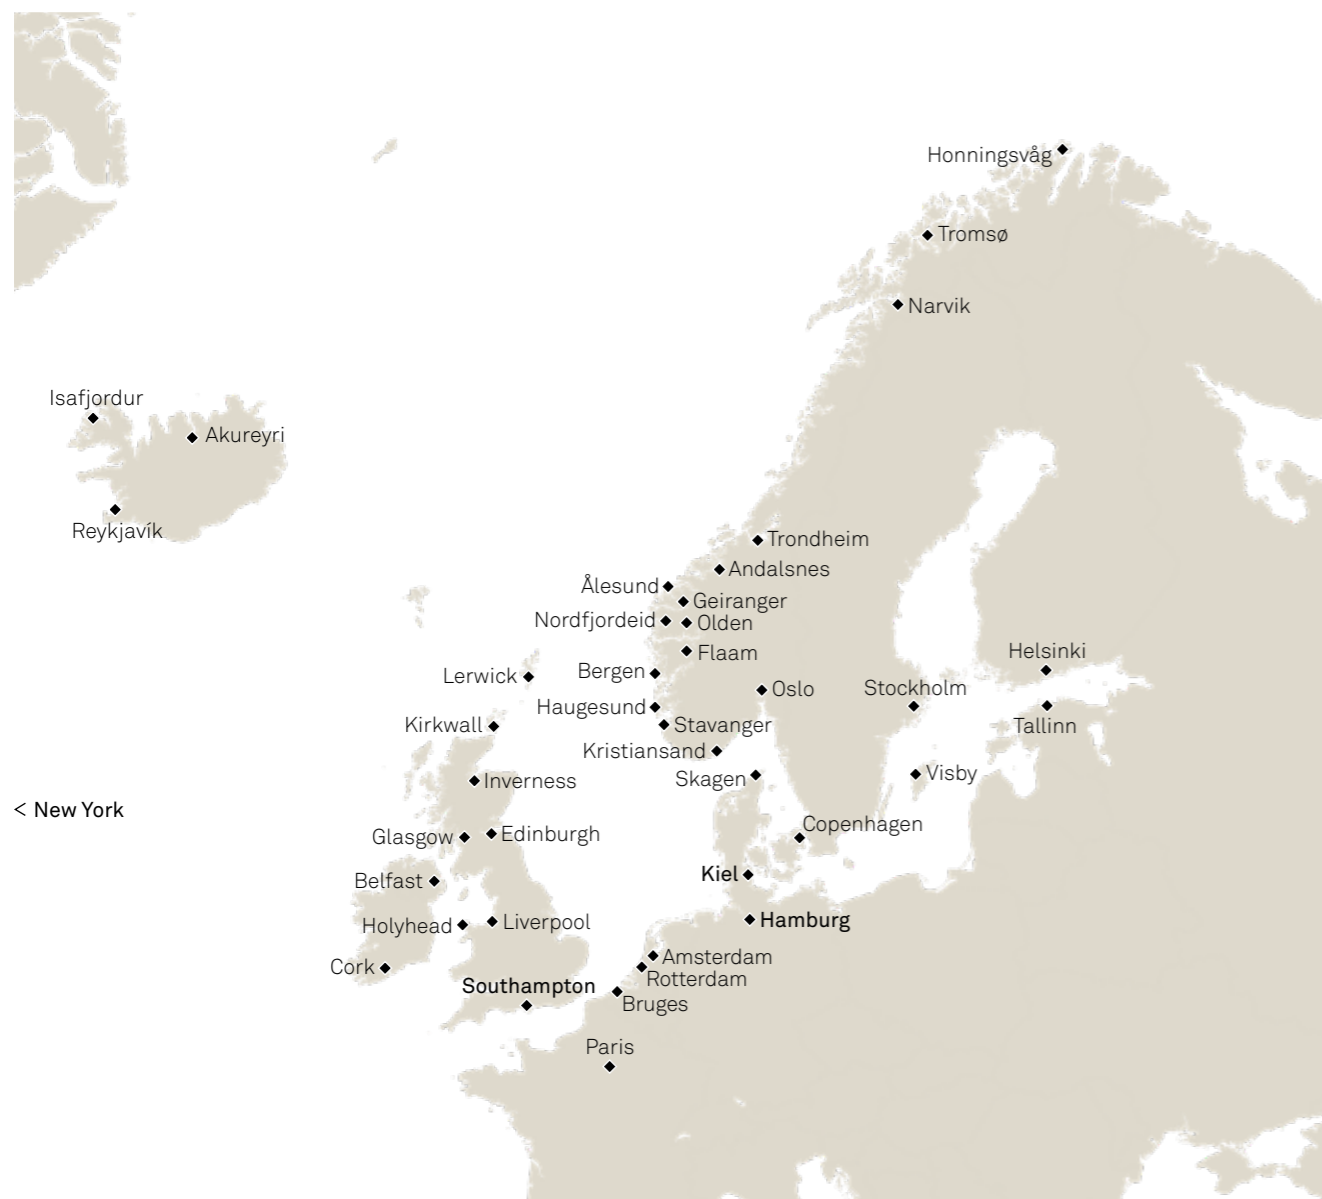 Honningsvåg
Tromsø
Narvik
Isafjordur
Akureyri
Reykjavík
Trondheim
Andalsnes
Ålesund
Geiranger
Nordfjordeid
Olden
Flaam
Helsinki
Bergen
Lerwick
Oslo
Stockholm
Haugesund
Kirkwall
Stavanger
Tallinn
Kristiansand
Skagen
Visby
Inverness
< New York
Copenhagen
Glasgow
Edinburgh
Kiel
Belfast
Hamburg
Holyhead
Liverpool
Amsterdam
Cork
Rotterdam
Southampton
Bruges
Paris